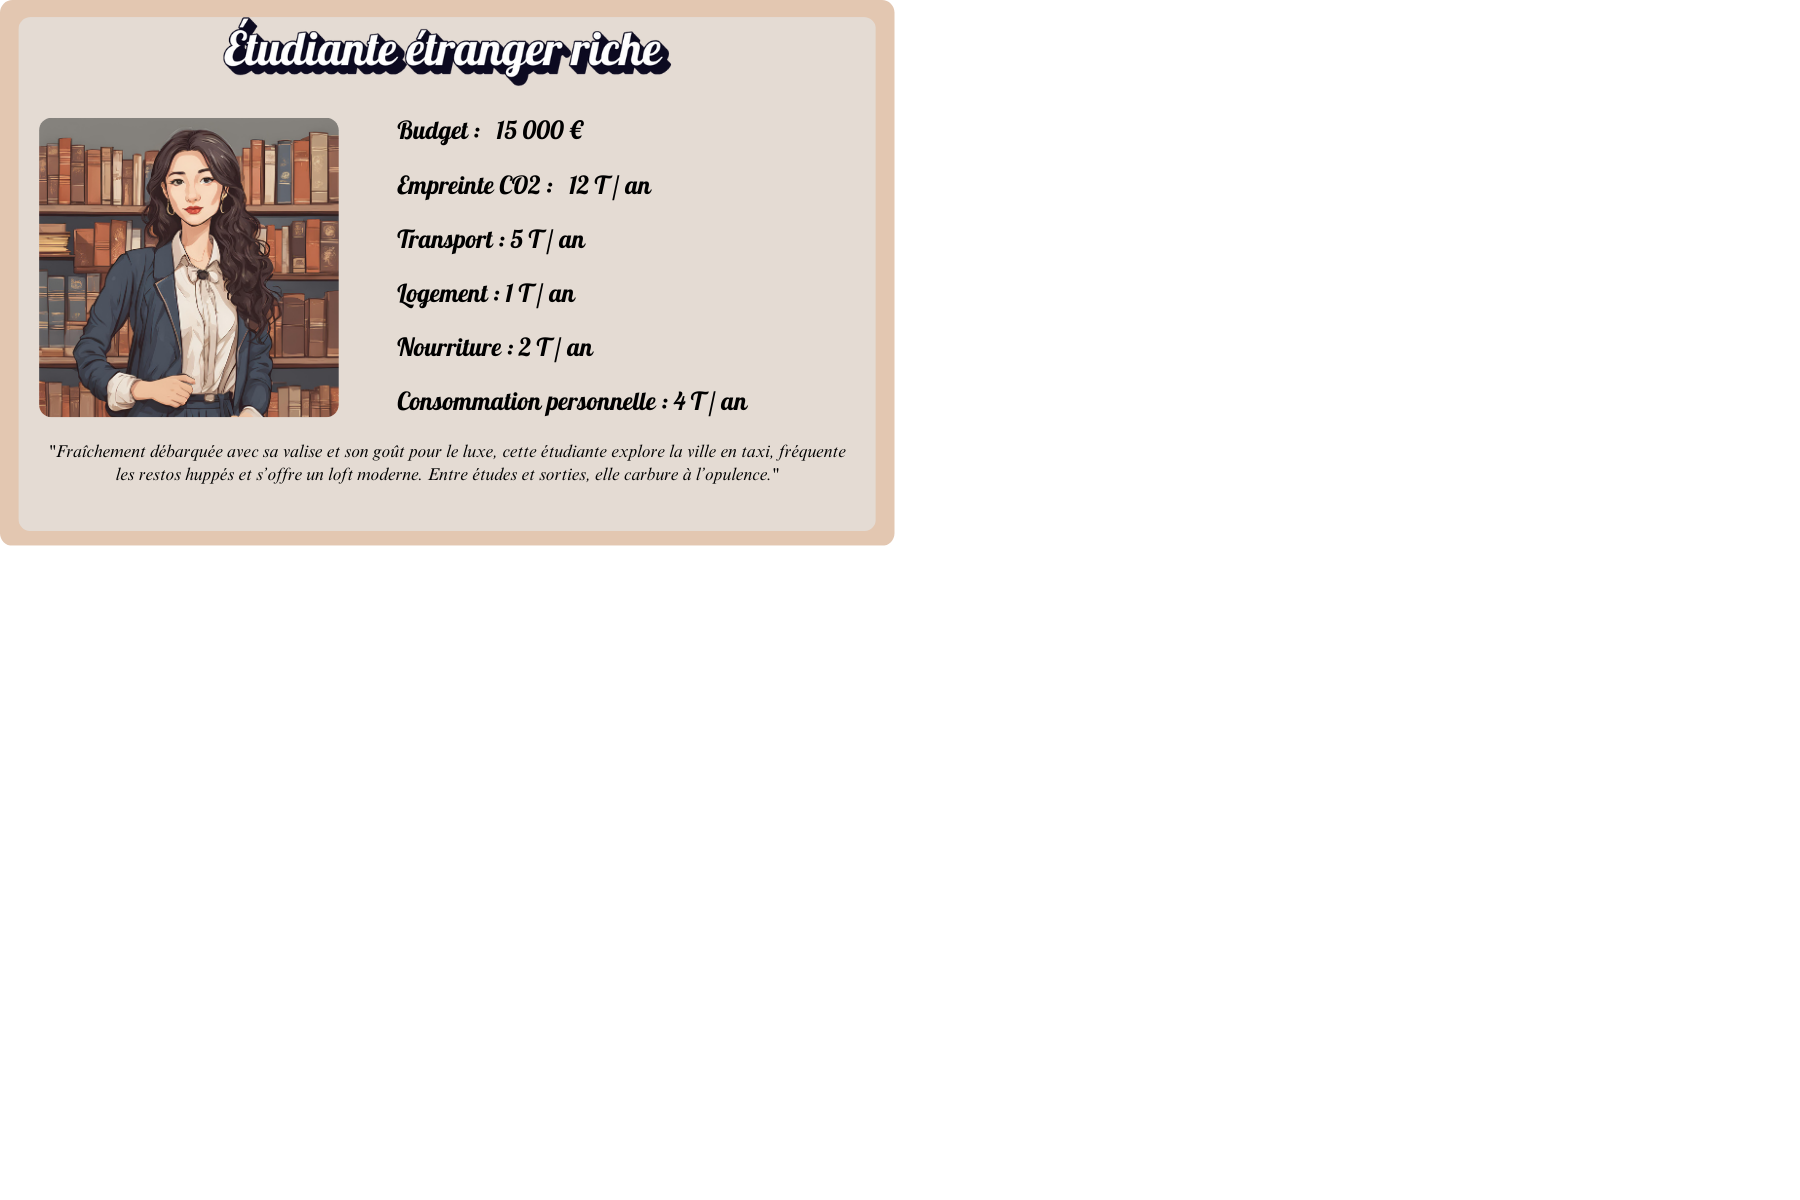 Étudiante étranger riche
Budget : 15 000 €
Empreinte CO2 : 12 T/ an
Transport : 5 T/ an
Logement : 1 T/ an
Nourriture : 2 T/ an
Consommation personnelle : 4 T/ an
"Fraîchement débarquée avec sa valise et son goût pour le luxe, cette étudiante explore la ville en taxi, fréquente
les restos huppés et s'offre un loft moderne. Entre études et sorties, elle carbure à l'opulence."